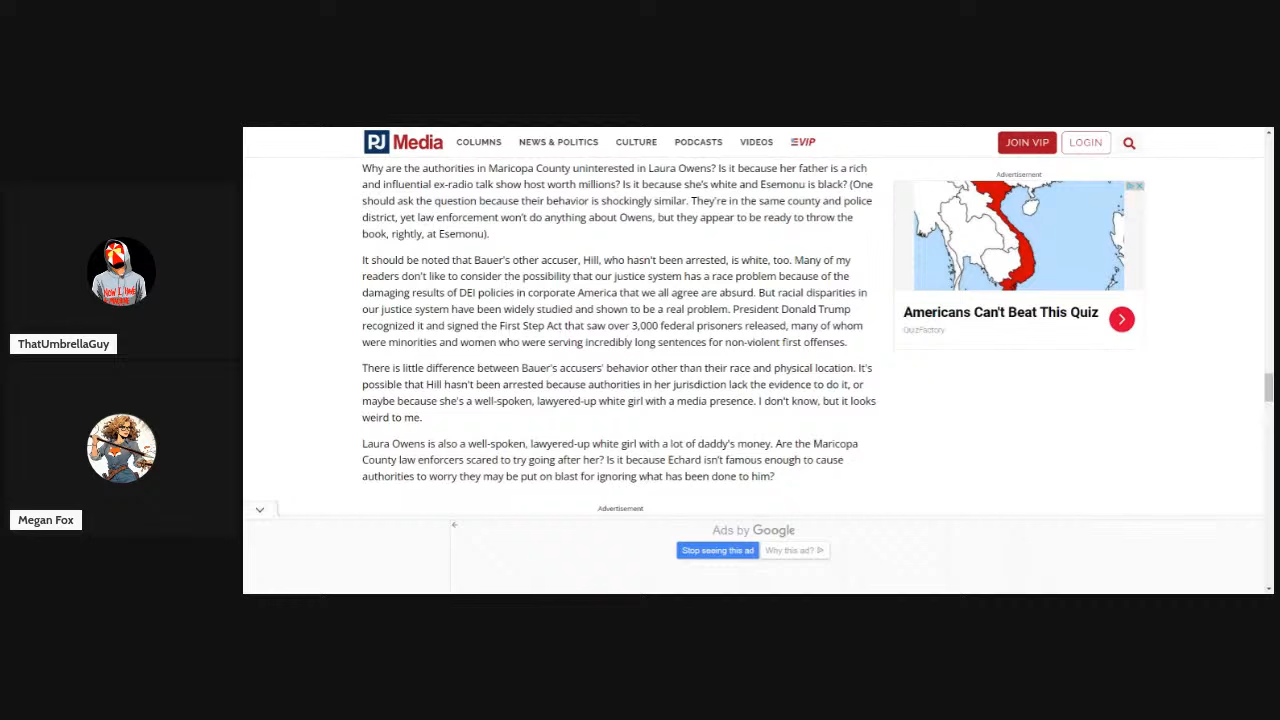 PJ Media COLUMNS NEWS & POLITICS CULTURE PODCASTS VIDEOS VIP JOIN VIP LOGIN
Why are the authorities in Maricopa County uninterested in Laura Owens? Is it because her father is a rich
and influential ex-radio talk show host worth millions? Is it because she's white and Esemonu is black? (One
should ask the question because their behavior is shockingly similar. They're in the same county and police
district, yet law enforcement won't do anything about Owens, but they appear to be ready to throw the
book, rightly, at Esemonu).
It should be noted that Bauer's other accuser, Hill, who hasn't been arrested, is white, too. Many of my
readers don't like to consider the possibility that our justice system has a race problem because of the
damaging results of DEI policies in corporate America that we all agree are absurd. But racial disparities in
our justice system have been widely studied and shown to be a real problem. President Donald Trump
recognized it and signed the First Step Act that saw over 3,000 federal prisoners released, many of whom
were minorities and women who were serving incredibly long sentences for non-violent first offenses.
There is little difference between Bauer's accusers' behavior other than their race and physical location. It's
possible that Hill hasn't been arrested because authorities in her jurisdiction lack the evidence to do it, or
maybe because she's a well-spoken, lawyered-up white girl with a media presence. I don't know, but it looks
weird to me.
Laura Owens is also a well-spoken, lawyered-up white girl with a lot of daddy's money. Are the Maricopa
County law enforcers scared to try going after her? Is it because Echard isn't famous enough to cause
authorities to worry they may be put on blast for ignoring what has been done to him?
Advertisement
Americans Can't Beat This Quiz
QuizFactory
Advertisement
Ads by Google
Stop seeing this ad Why this ad?
ThatUmbrellaGuy
Megan Fox